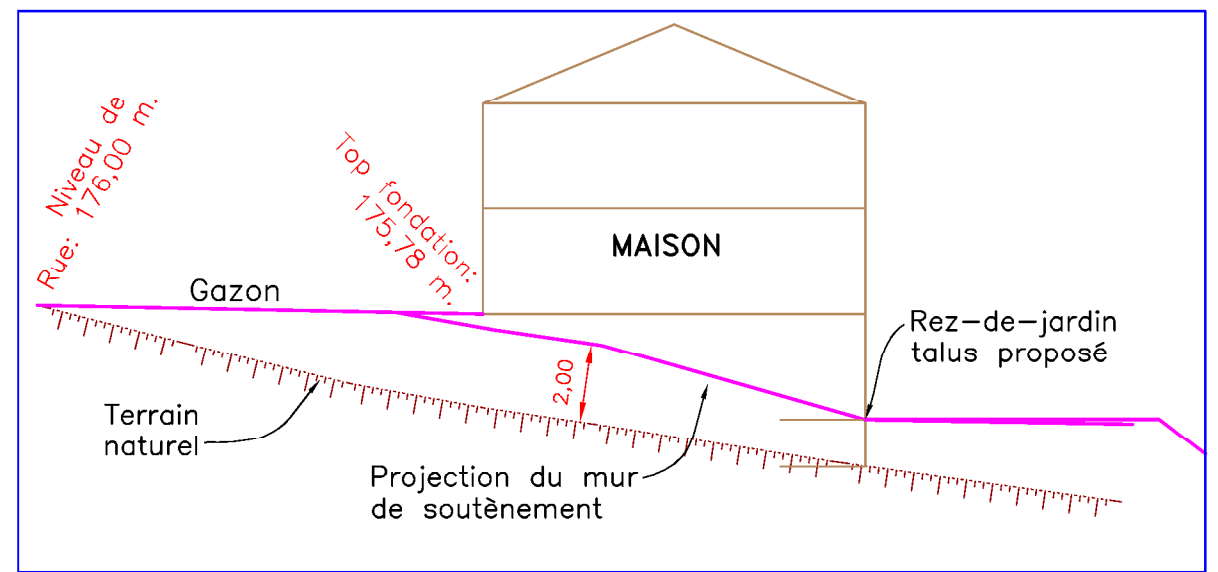 Niveau de
Rue: 176,00 m.
Top fondation:
175,78 m.
MAISON
Gazon
Rez-de-jardin
talus proposé
2,00
Terrain
naturel
Projection du mur
de soutènement